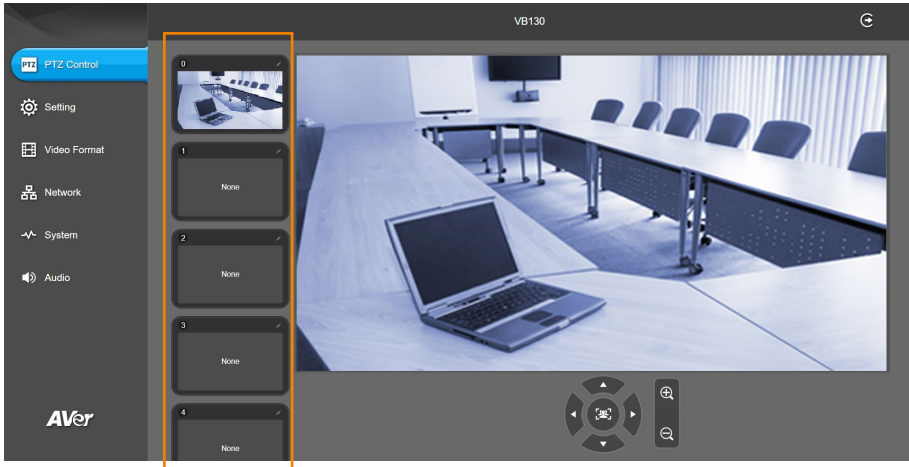 VB130
PTZ PTZ Control
Setting
Video Format
Network
System
Audio
AVer
0
1
None
2
None
3
None
4
None